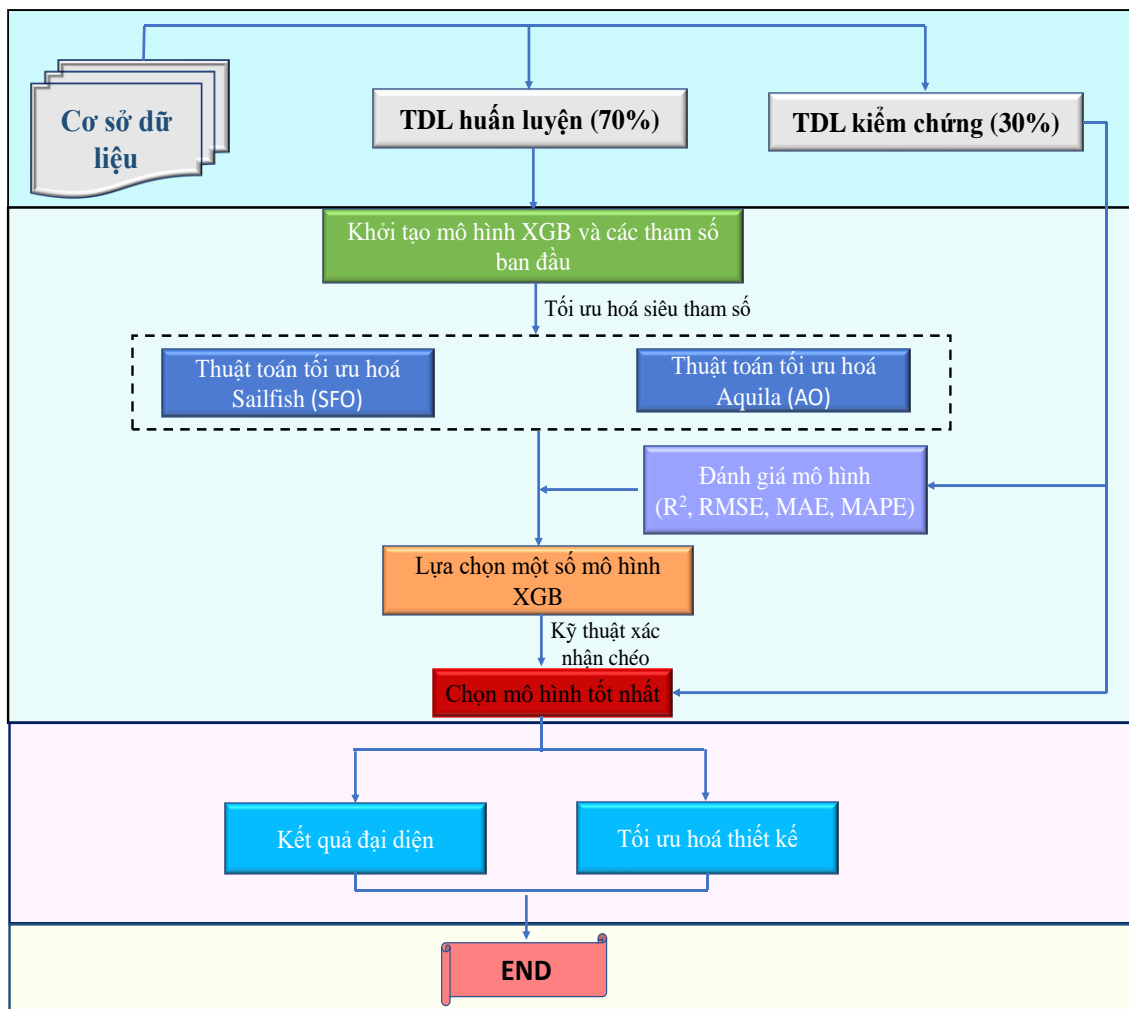 Cơ sở dữ
liệu
TDL huấn luyện (70%)
TDL kiểm chứng (30%)
Khởi tạo mô hình XGB và các tham số
ban đầu
Tối ưu hoá siêu tham số
Thuật toán tối ưu hoá
Sailfish (SFO)
Thuật toán tối ưu hoá
Aquila (AO)
Đánh giá mô hình
(R², RMSE, MAE, MAPE)
Lựa chọn một số mô hình
XGB
Kỹ thuật xác
nhận chéo
Chọn mô hình tốt nhất
Kết quả đại diện
Tối ưu hoá thiết kế
END